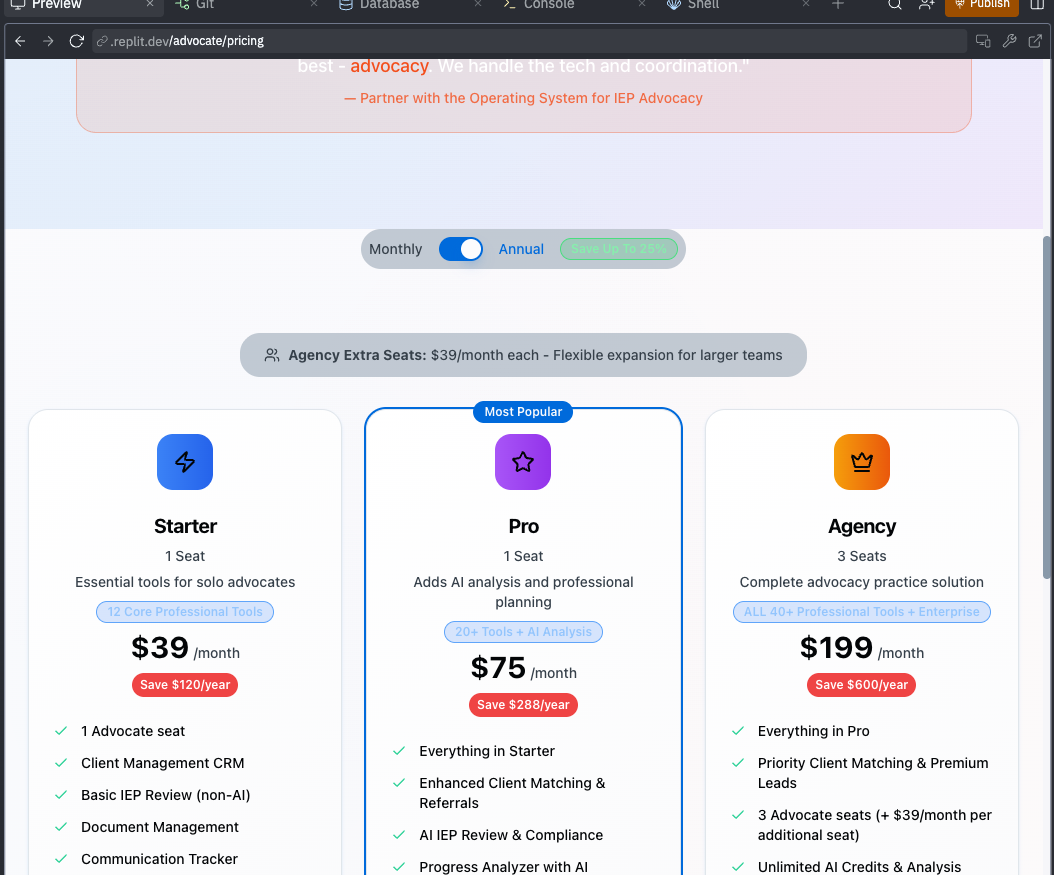 Preview
Git
Database
Console
Shell
Publish
.replit.dev/advocate/pricing
best - advocacy. We handle the tech and coordination."
— Partner with the Operating System for IEP Advocacy
Monthly
Annual
Save Up To 25%
Agency Extra Seats: $39/month each - Flexible expansion for larger teams
Starter
1 Seat
Essential tools for solo advocates
12 Core Professional Tools
$39 /month
Save $120/year
1 Advocate seat
Client Management CRM
Basic IEP Review (non-AI)
Document Management
Communication Tracker
Most Popular
Pro
1 Seat
Adds AI analysis and professional
planning
20+ Tools + AI Analysis
$75 /month
Save $288/year
Everything in Starter
Enhanced Client Matching &
Referrals
AI IEP Review & Compliance
Progress Analyzer with AI
Agency
3 Seats
Complete advocacy practice solution
ALL 40+ Professional Tools + Enterprise
$199 /month
Save $600/year
Everything in Pro
Priority Client Matching & Premium
Leads
3 Advocate seats (+ $39/month per
additional seat)
Unlimited AI Credits & Analysis